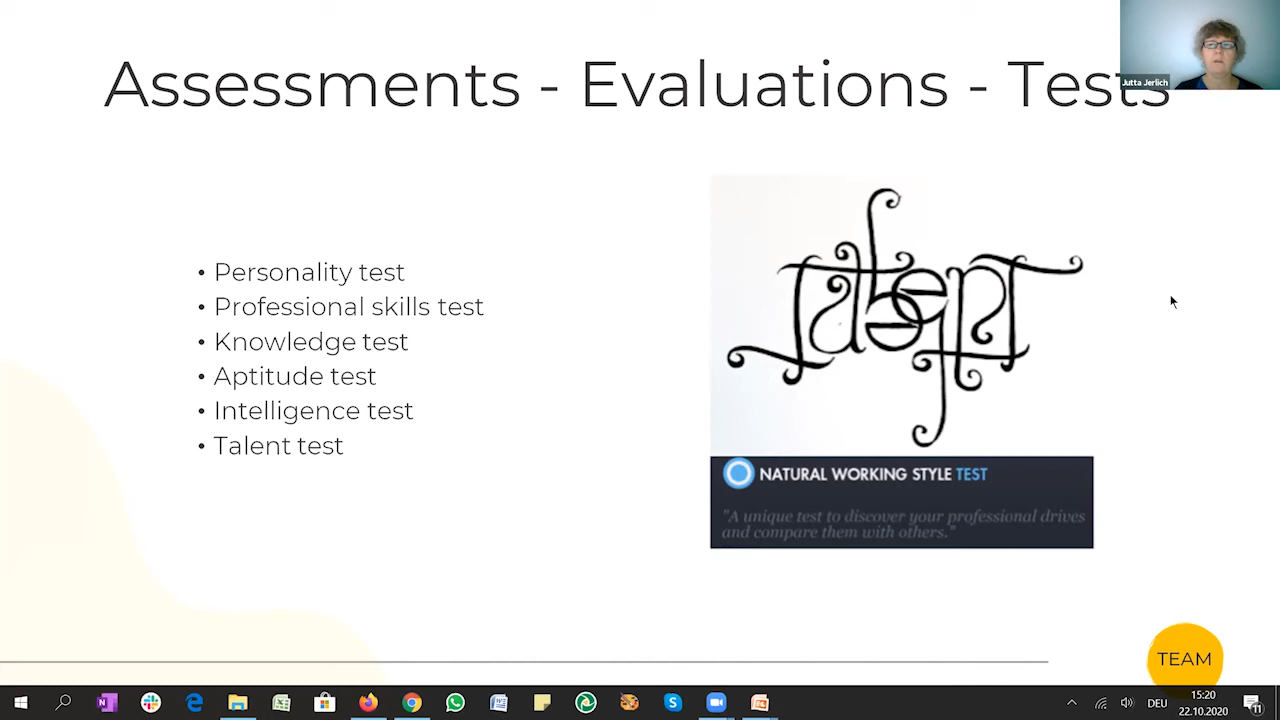 Assessments - Evaluations - Tests
Jutta Jerlich
• Personality test
• Professional skills test
• Knowledge test
• Aptitude test
• Intelligence test
• Talent test
NATURAL WORKING STYLE TEST
"A unique test to discover your professional drives
and compare them with others."
TEAM
DEU
15:20
22.10.2020
11